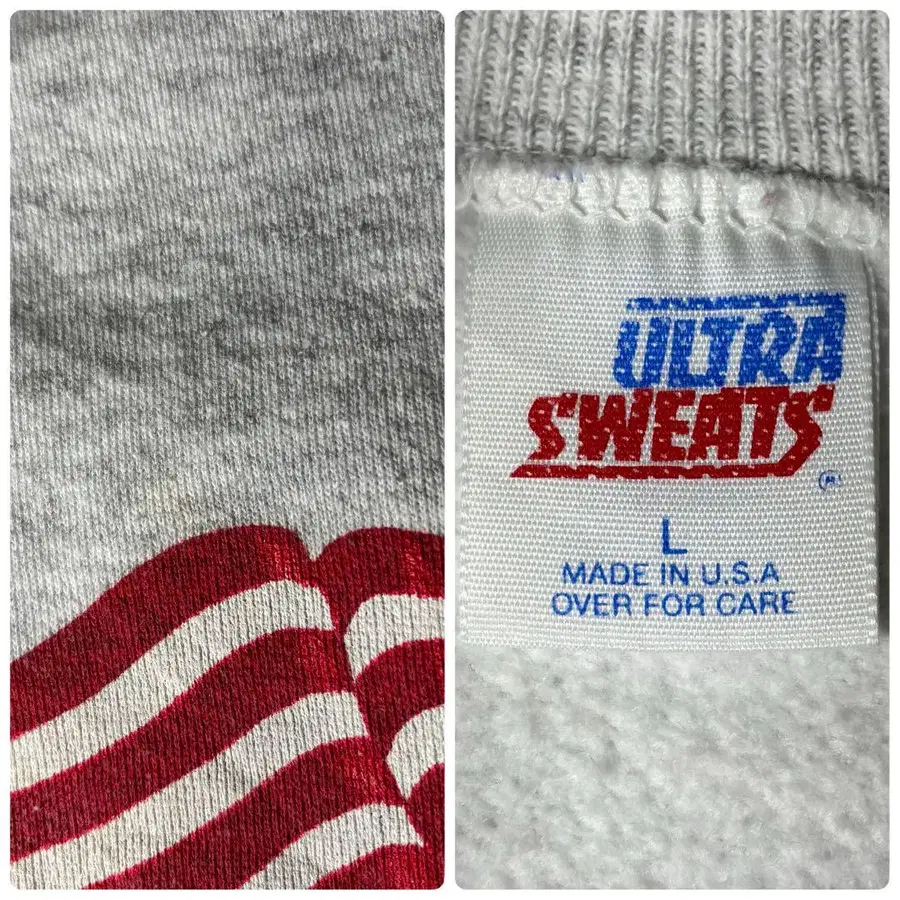 ULTRA
SWEATS
L
MADE IN U.S.A
OVER FOR CARE